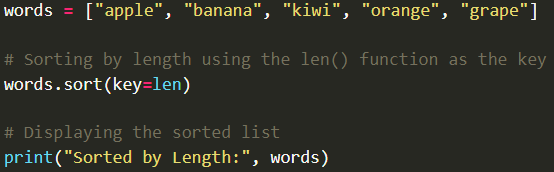 words = ["apple", "banana", "kiwi", "orange", "grape"]
# Sorting by length using the len() function as the key
words.sort(key=len)
# Displaying the sorted list
print("Sorted by Length:", words)